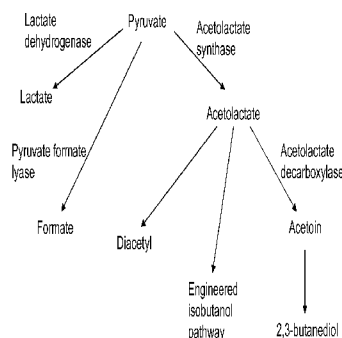 Lactate
dehydrogenase
Pyruvate
Acetolactate
synthase
Lactate
Acetolactate
Pyruvate formate
lyase
Acetolactate
decarboxylase
Formate
Diacetyl
Acetoin
Engineered
isobutanol
pathway
2,3-butanediol